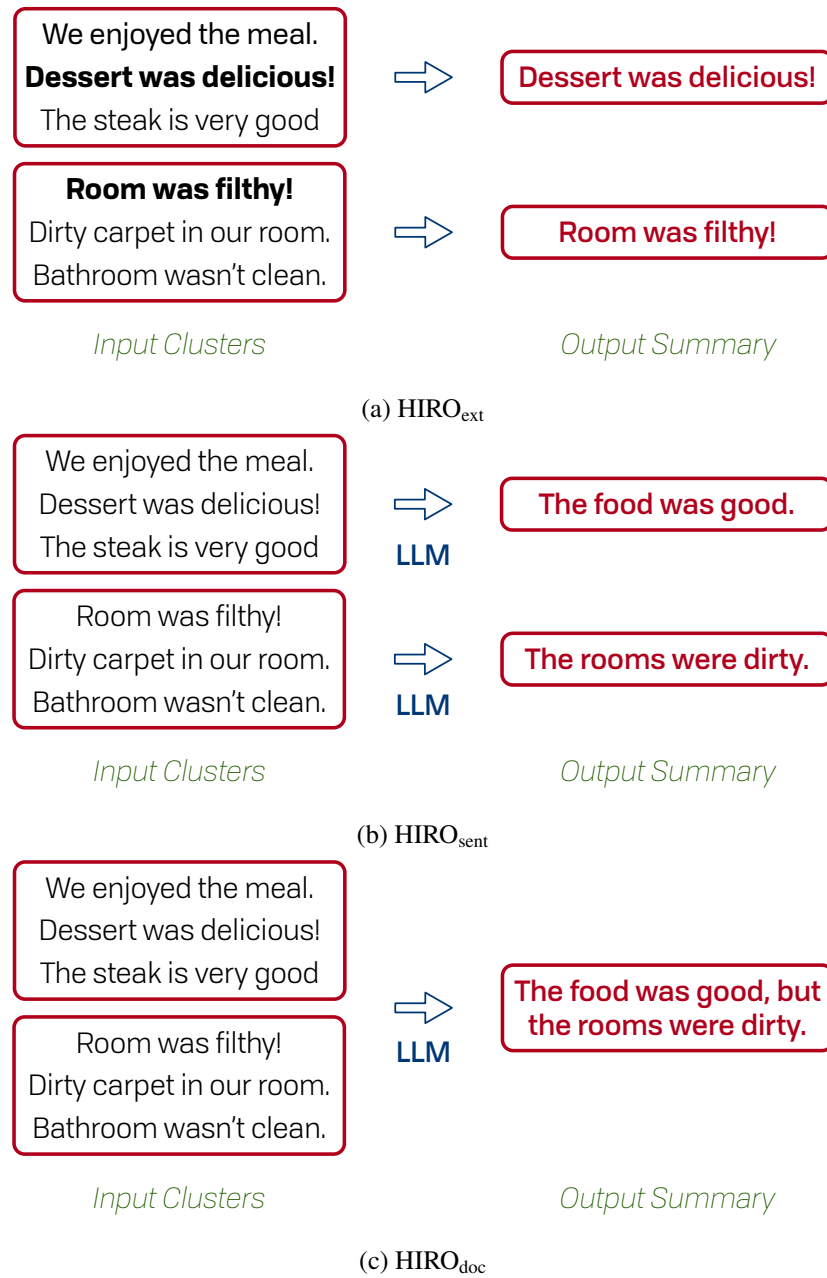 We enjoyed the meal.
Dessert was delicious!
The steak is very good
Dessert was delicious!
Room was filthy!
Dirty carpet in our room.
Bathroom wasn't clean.
Room was filthy!
Input Clusters
Output Summary
(a) HIROext
We enjoyed the meal.
Dessert was delicious!
The steak is very good
LLM
The food was good.
Room was filthy!
Dirty carpet in our room.
Bathroom wasn't clean.
LLM
The rooms were dirty.
Input Clusters
Output Summary
(b) HIROsent
We enjoyed the meal.
Dessert was delicious!
The steak is very good
Room was filthy!
Dirty carpet in our room.
Bathroom wasn't clean.
LLM
The food was good, but
the rooms were dirty.
Input Clusters
Output Summary
(c) HIROdoc